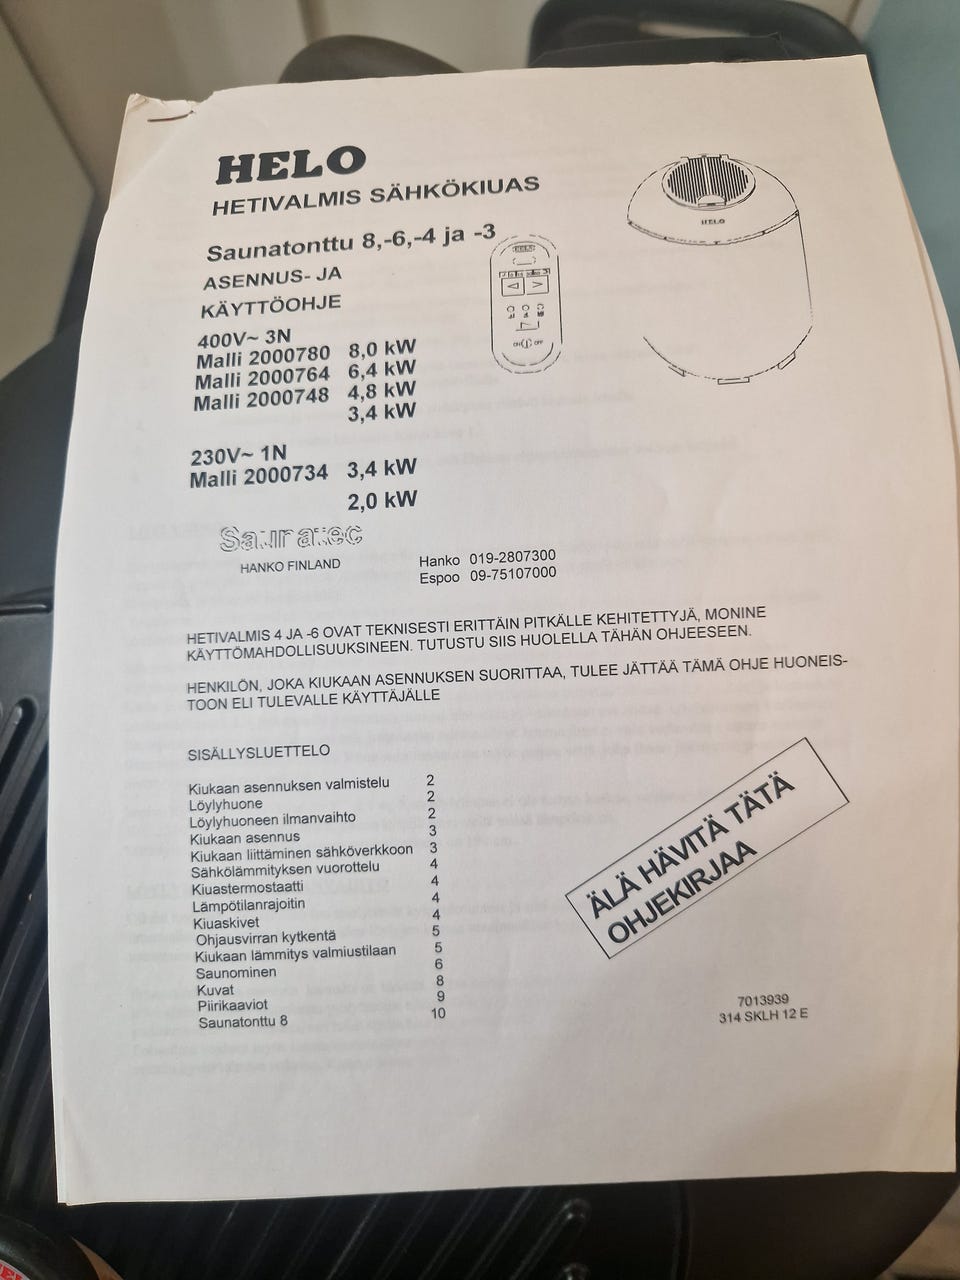 HELO
HETIVALMIS SÄHKÖKIUAS
Saunatonttu 8,-6,-4 ja -3
ASENNUS- JA
KÄYTTÖOHJE
400V~ 3N
Malli 2000780 8,0 kW
Malli 2000764 6,4 kW
Malli 2000748 4,8 kW
3,4 kW
230V~ 1N
Malli 2000734 3,4 kW
2,0 kW
HELO
HELO
ON OFF
Saunatec
HANKO FINLAND
Hanko 019-2807300
Espoo 09-75107000
HETIVALMIS 4 JA -6 OVAT TEKNISESTI ERITTÄIN PITKÄLLE KEHITETTYJÄ, MONINE
KÄYTTÖMAHDOLLISUUKSINEEN. TUTUSTU SIIS HUOLELLA TÄHÄN OHJEESEEN.
HENKILÖN, JOKA KIUKAAN ASENNUKSEN SUORITTAA, TULEE JÄTTÄÄ TÄMÄ OHJE HUONEIS-
TOON ELI TULEVALLE KÄYTTÄJÄLLE
SISÄLLYSLUETTELO
Kiukaan asennuksen valmistelu 2
Löylyhuone 2
Löylyhuoneen ilmanvaihto 2
Kiukaan asennus 3
Kiukaan liittäminen sähköverkkoon 3
Sähkölämmityksen vuorottelu 4
Kiuastermostaatti 4
Lämpötilanrajoitin 4
Kiuaskivet 4
Ohjausvirran kytkentä 5
Kiukaan lämmitys valmiustilaan 5
Saunominen 6
Kuvat 8
Piirikaaviot 9
Saunatonttu 8 10
ÄLÄ HÄVITÄ TÄTÄ
OHJEKIRJAA
7013939
314 SKLH 12 E